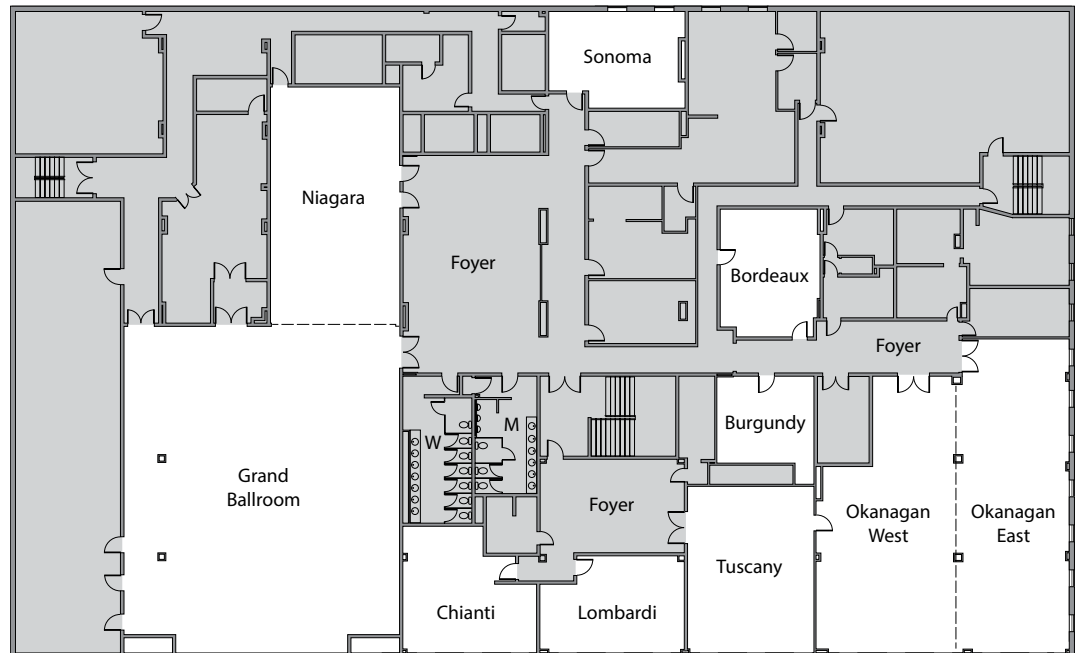 Sonoma
Niagara
Foyer
Bordeaux
Foyer
Burgundy
W
M
Grand
Ballroom
Foyer
Okanagan
West
Okanagan
East
Tuscany
Chianti
Lombardi